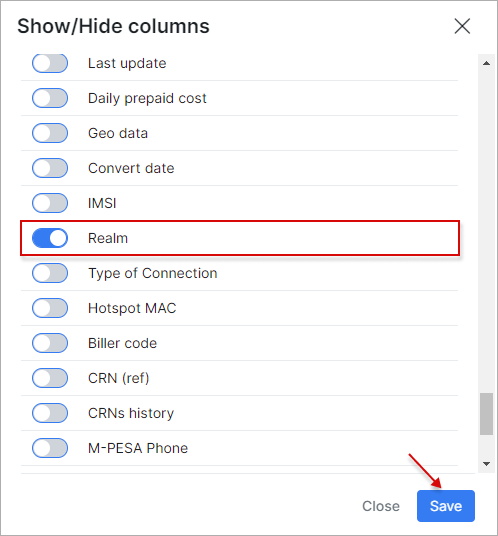 Show/Hide columns
Last update
Daily prepaid cost
Geo data
Convert date
IMSI
Realm
Type of Connection
Hotspot MAC
Biller code
CRN (ref)
CRNs history
M-PESA Phone
Close Save